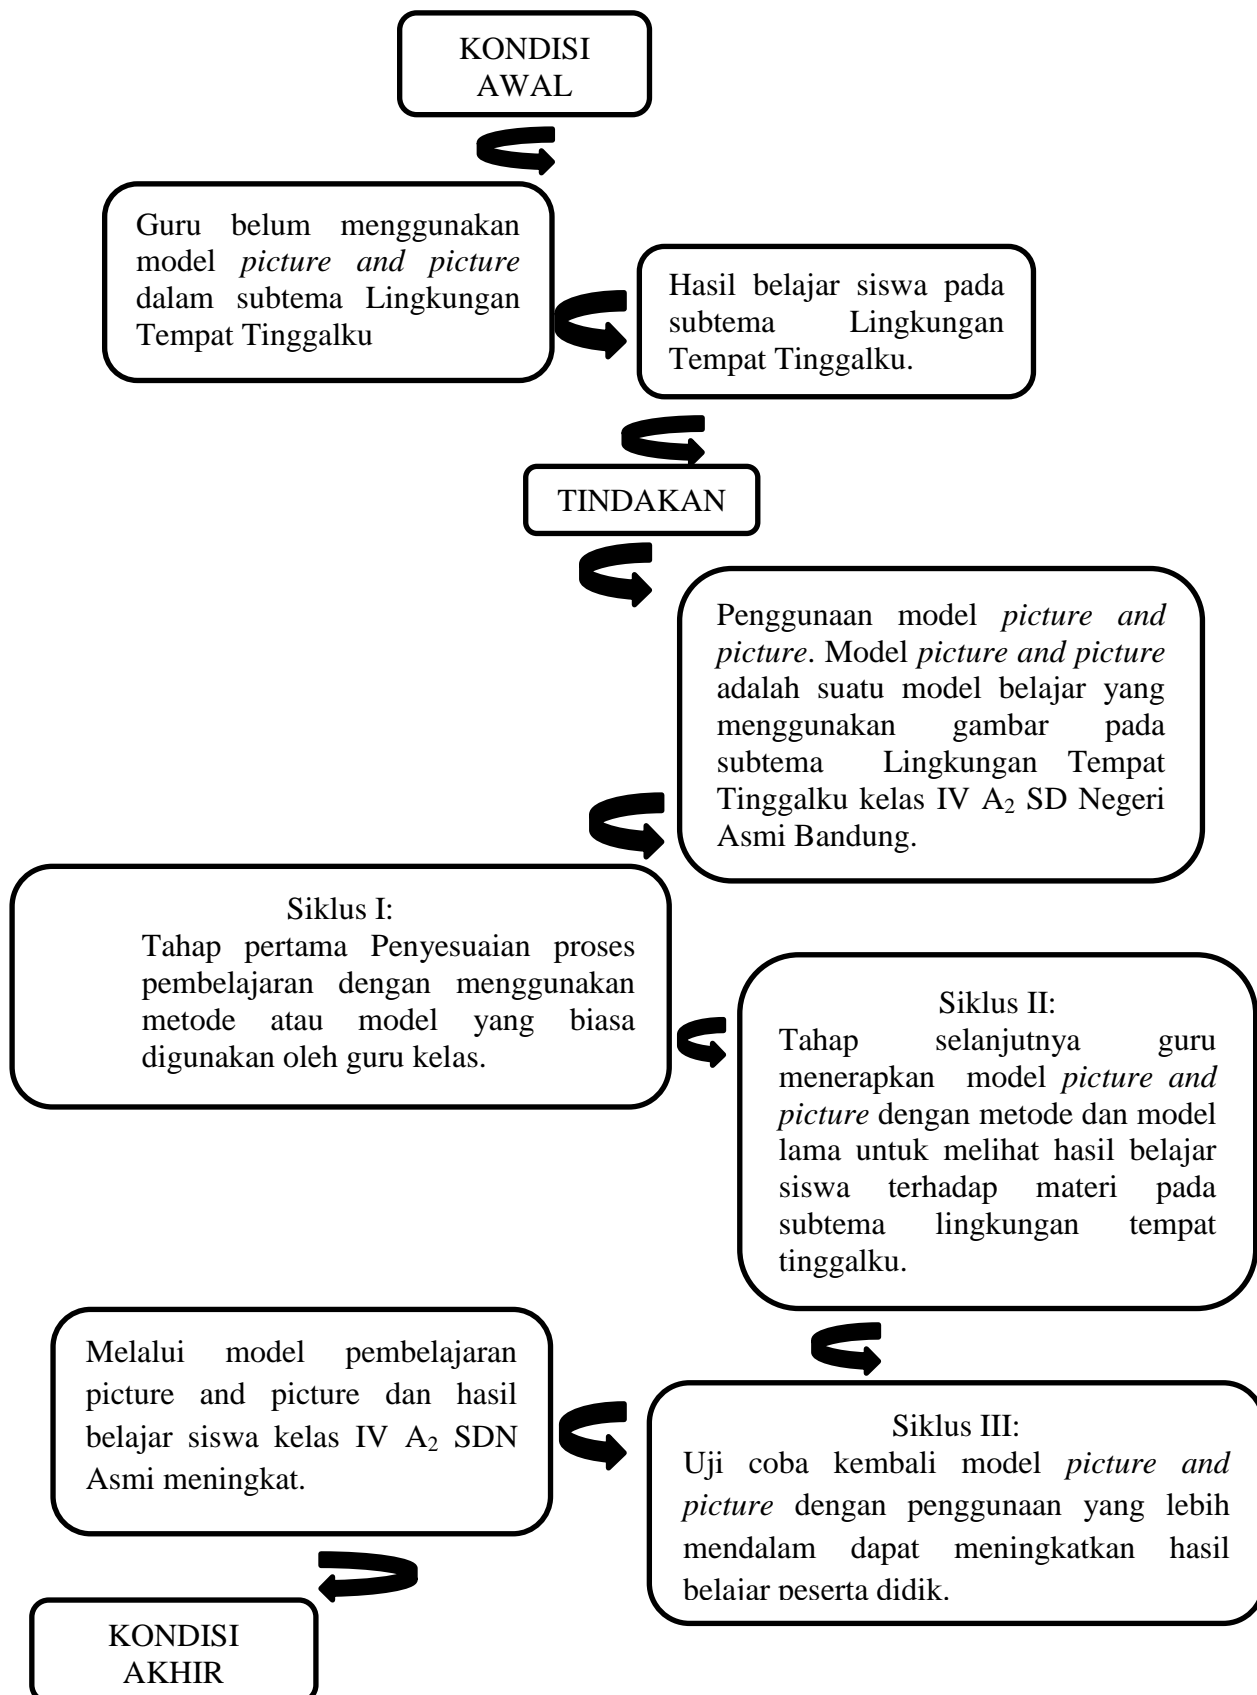 KONDISI
AWAL
Guru belum menggunakan
model picture and picture
dalam subtema Lingkungan
Tempat Tinggalku
Hasil belajar siswa pada
subtema Lingkungan
Tempat Tinggalku.
TINDAKAN
Penggunaan model picture and
picture. Model picture and picture
adalah suatu model belajar yang
menggunakan gambar pada
subtema Lingkungan Tempat
Tinggalku kelas IV A₂ SD Negeri
Asmi Bandung.
Siklus I:
Tahap pertama Penyesuaian proses
pembelajaran dengan menggunakan
metode atau model yang biasa
digunakan oleh guru kelas.
Siklus II:
Tahap selanjutnya guru
menerapkan model picture and
picture dengan metode dan model
lama untuk melihat hasil belajar
siswa terhadap materi pada
subtema lingkungan tempat
tinggalku.
Melalui model pembelajaran
picture and picture dan hasil
belajar siswa kelas IV A₂ SDN
Asmi meningkat.
Siklus III:
Uji coba kembali model picture and
picture dengan penggunaan yang lebih
mendalam dapat meningkatkan hasil
belajar peserta didik.
KONDISI
AKHIR